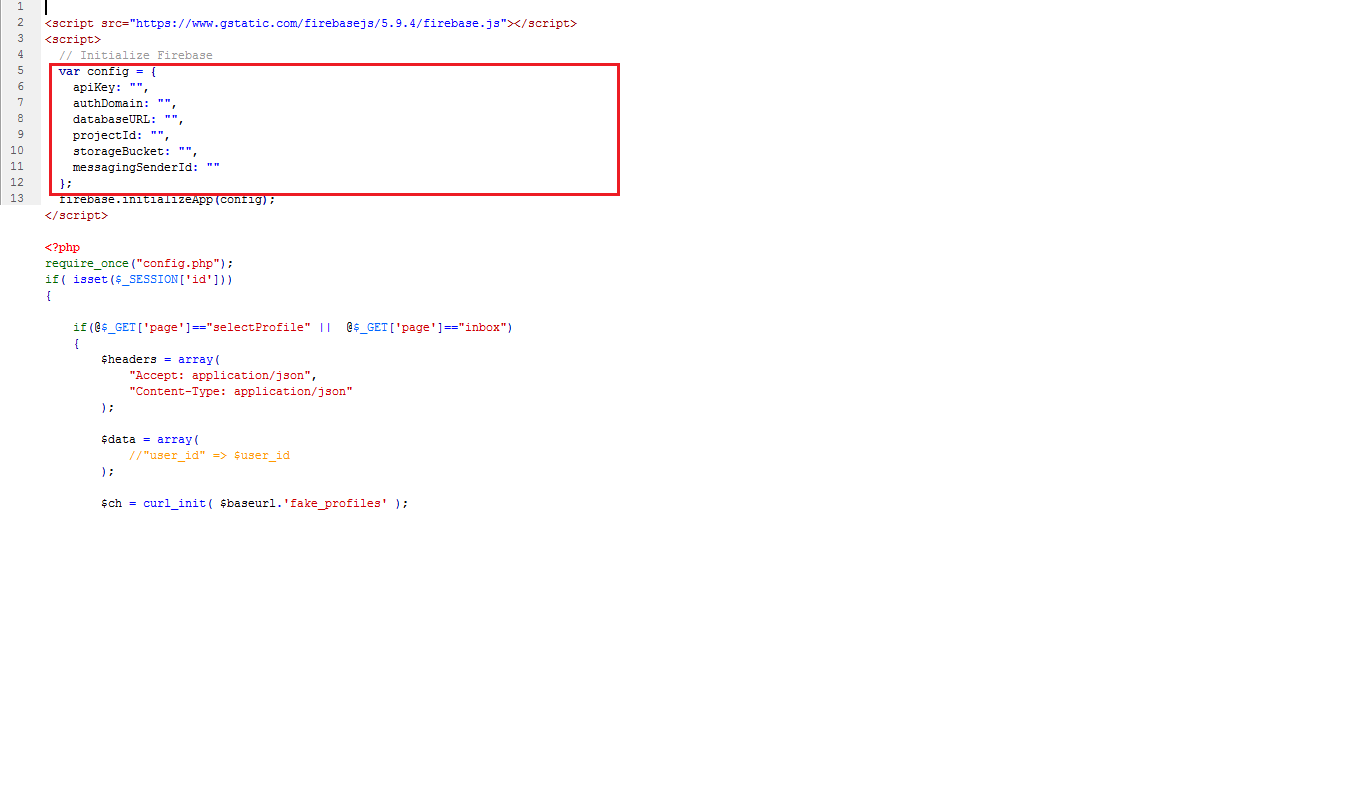 1
2 <script src="https://www.gstatic.com/firebasejs/5.9.4/firebase.js"></script>
3 <script>
4 // Initialize Firebase
5 var config = {
6 apiKey: "",
7 authDomain: "",
8 databaseURL: "",
9 projectId: "",
10 storageBucket: "",
11 messagingSenderId: ""
12 };
13 firebase.initializeApp(config);
</script>
<?php
require_once("config.php");
if( isset($_SESSION['id']))
{
if(@$_GET['page']=="selectProfile" ||  @$_GET['page']=="inbox")
{
$headers = array(
"Accept: application/json",
"Content-Type: application/json"
);
$data = array(
//"user_id" => $user_id
);
$ch = curl_init( $baseurl.'fake_profiles' );